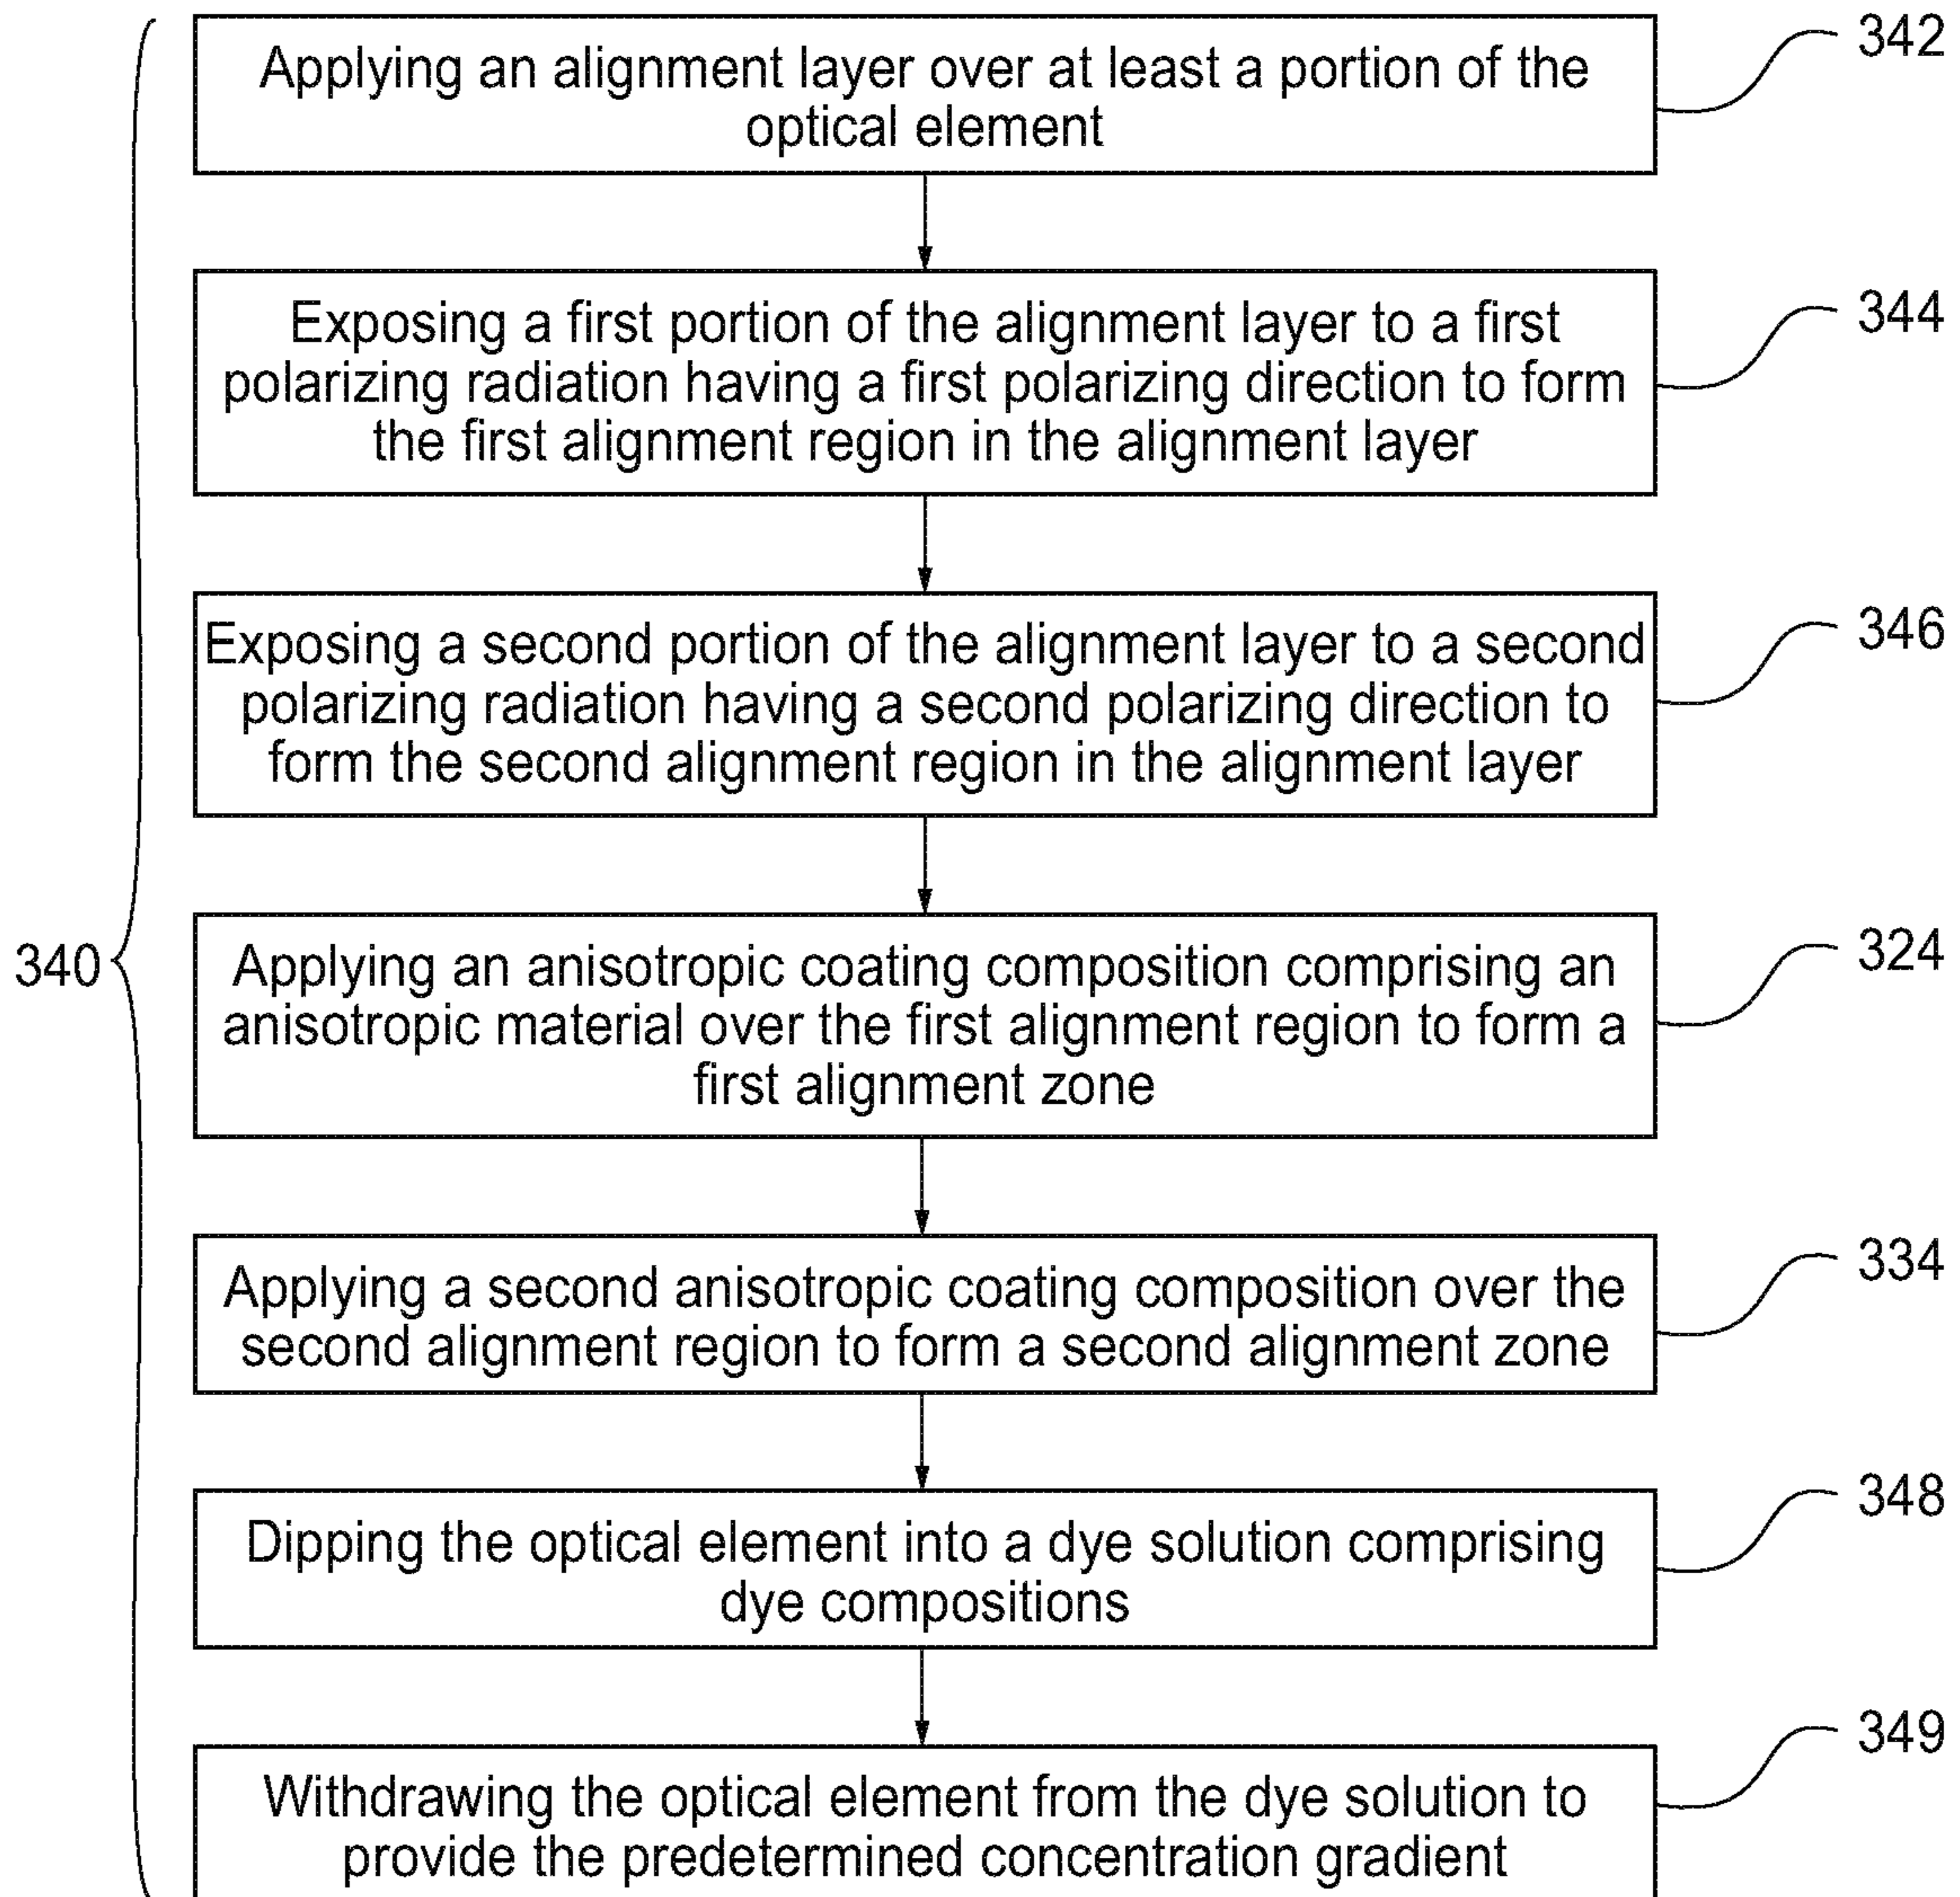 Applying an alignment layer over at least a portion of the
optical element
342
Exposing a first portion of the alignment layer to a first
polarizing radiation having a first polarizing direction to form
the first alignment region in the alignment layer
344
Exposing a second portion of the alignment layer to a second
polarizing radiation having a second polarizing direction to
form the second alignment region in the alignment layer
346
340
Applying an anisotropic coating composition comprising an
anisotropic material over the first alignment region to form a
first alignment zone
324
Applying a second anisotropic coating composition over the
second alignment region to form a second alignment zone
334
Dipping the optical element into a dye solution comprising
dye compositions
348
Withdrawing the optical element from the dye solution to
provide the predetermined concentration gradient
349